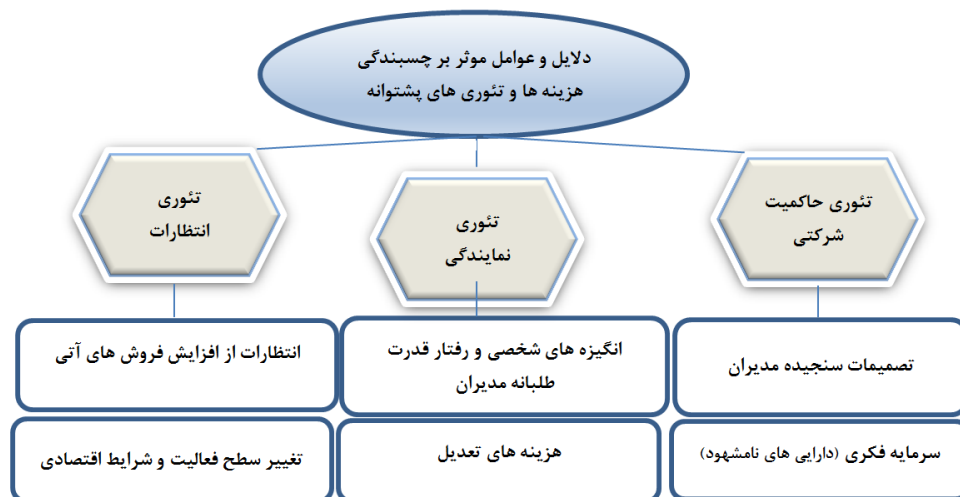 دلایل و عوامل موثر بر چسبندگی
هزینه ها و تئوری های پشتوانه
تئوری حاکمیت
شرکتی
تئوری
نمایندگی
تئوری
انتظارات
تصمیمات سنجیده مدیران
انگیزه های شخصی و رفتار قدرت
طلبانه مدیران
انتظارات از افزایش فروش های آتی
سرمایه فکری (دارایی های نامشهود)
هزینه های تعدیل
تغییر سطح فعالیت و شرایط اقتصادی